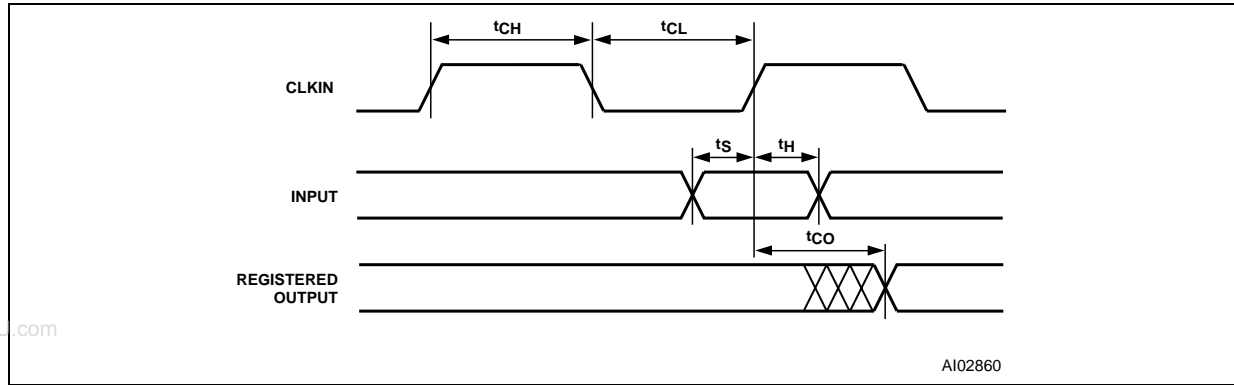 tCH
tCL
CLKIN
tS
tH
INPUT
tCO
REGISTERED
OUTPUT
.com
AI02860